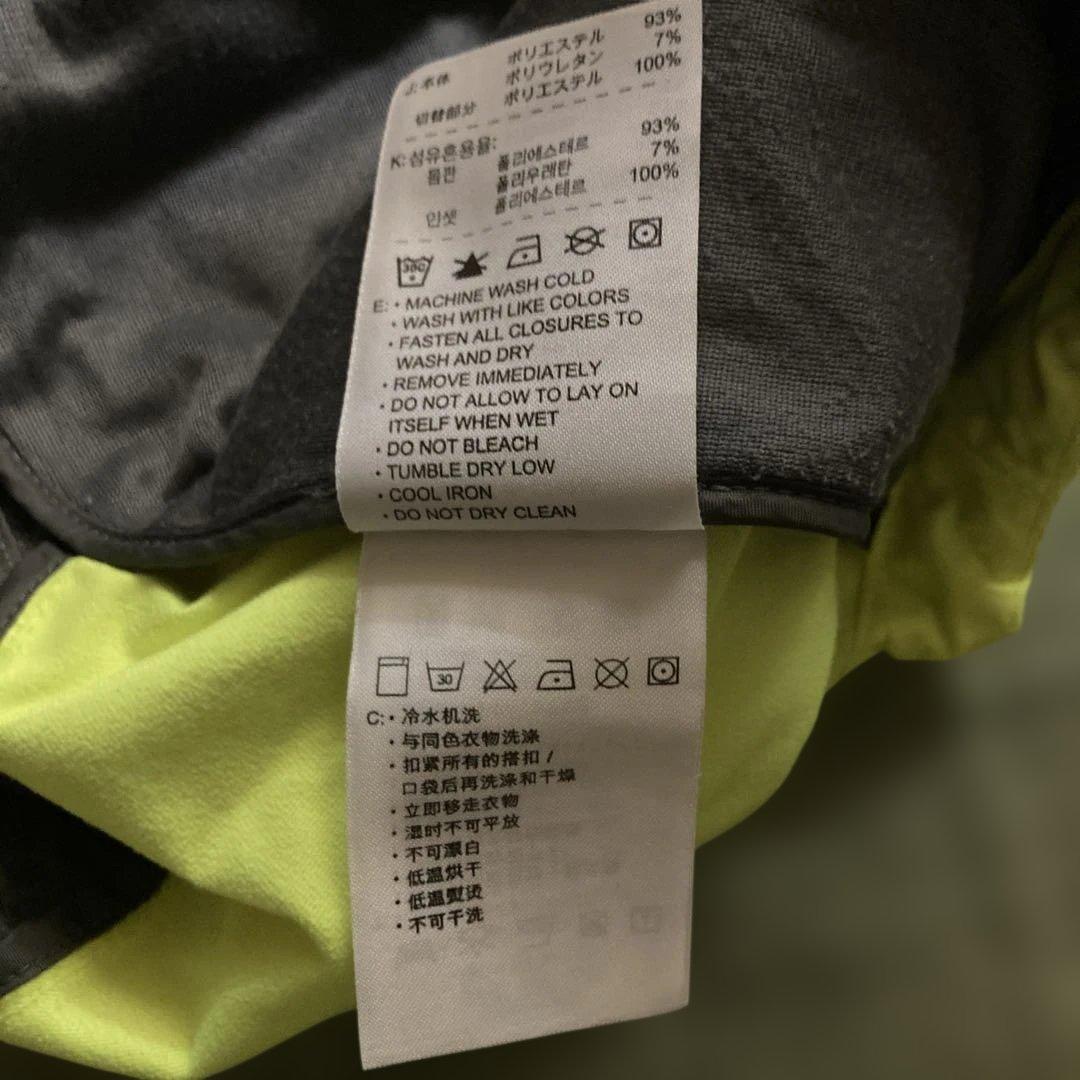 J: 本体 ポリエステル 93%
ポリウレタン 7%
切替部分 ポリエステル 100%
K: 섬유혼용율:
몸판 폴리에스테르 93%
폴리우레탄 7%
인셋 폴리에스테르 100%
E: • MACHINE WASH COLD
• WASH WITH LIKE COLORS
• FASTEN ALL CLOSURES TO
WASH AND DRY
• REMOVE IMMEDIATELY
• DO NOT ALLOW TO LAY ON
ITSELF WHEN WET
• DO NOT BLEACH
• TUMBLE DRY LOW
• COOL IRON
• DO NOT DRY CLEAN
30
C: • 冷水机洗
• 与同色衣物洗涤
• 扣紧所有的搭扣 /
口袋后再洗涤和干燥
• 立即移走衣物
• 湿时不可平放
• 不可漂白
• 低温烘干
• 低温熨烫
• 不可干洗